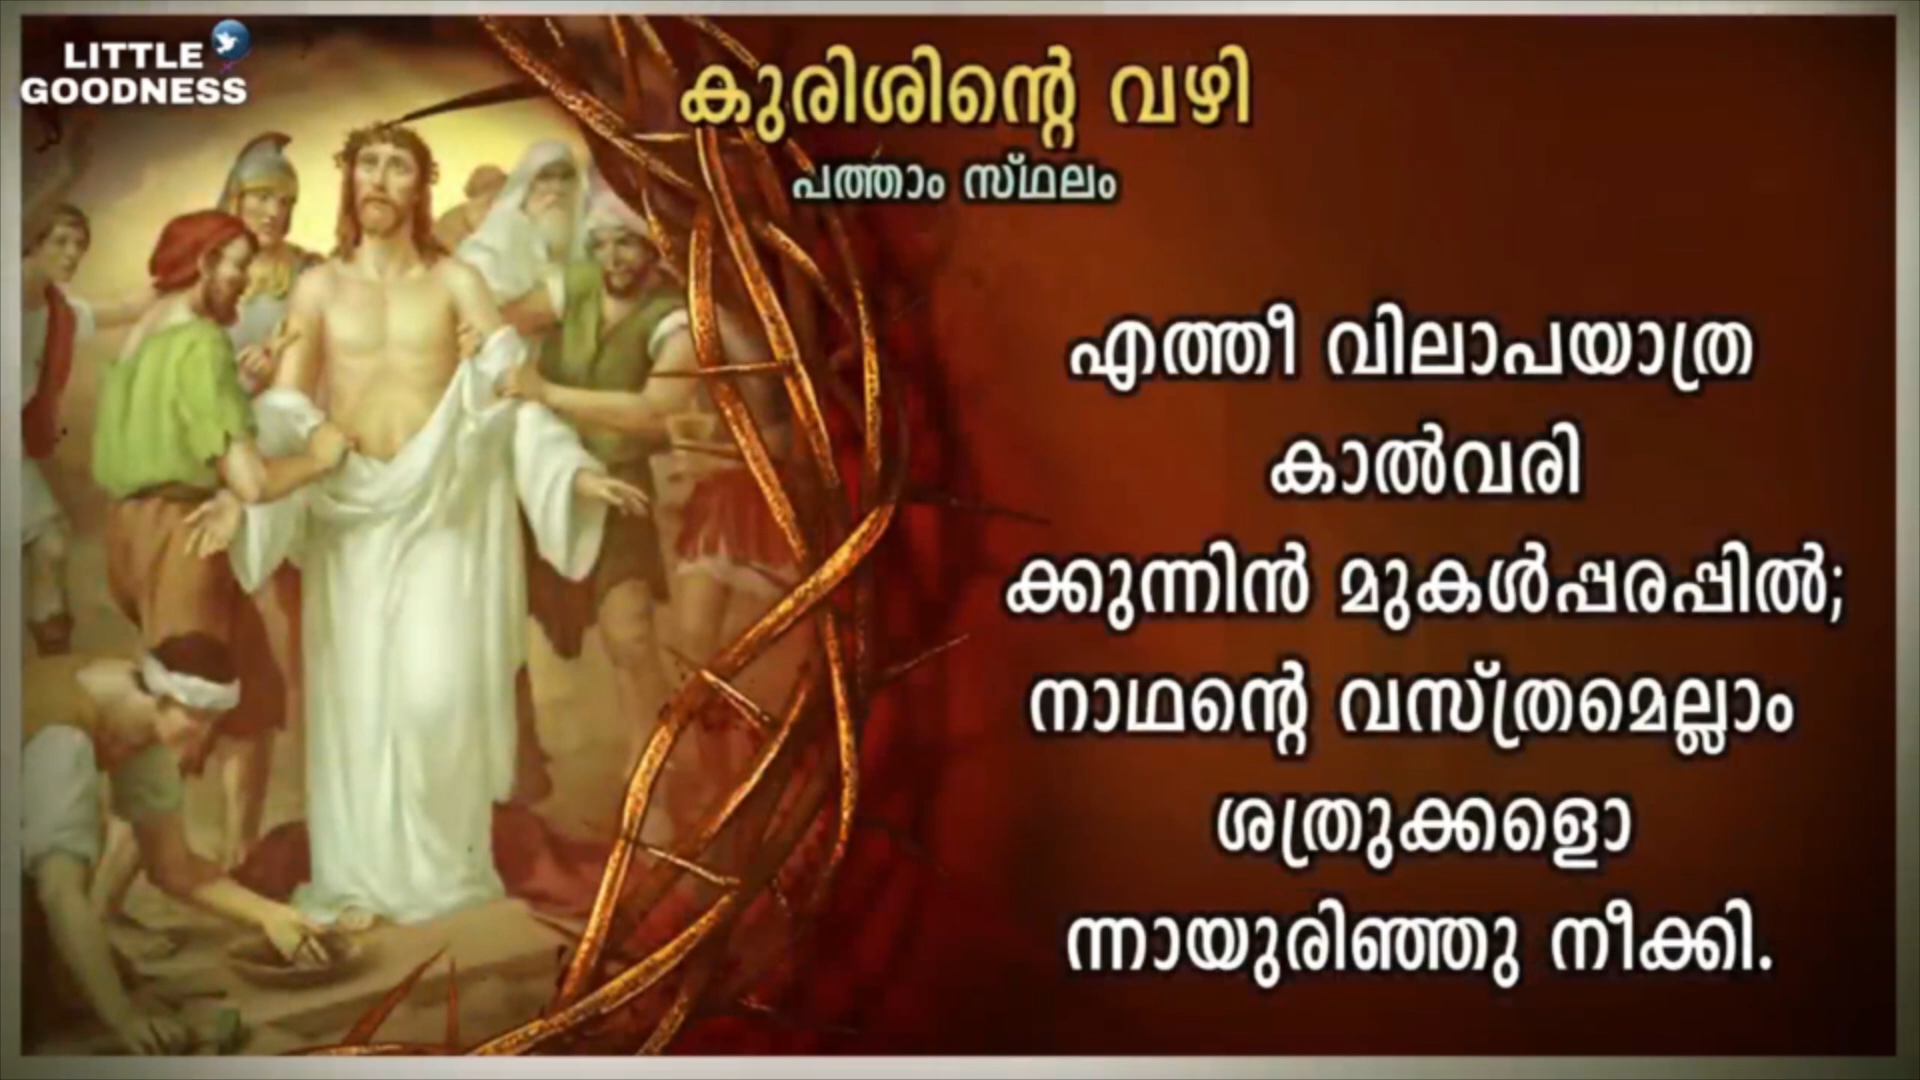 LITTLE
GOODNESS
കുരിശിന്റെ വഴി
പത്താം സ്ഥലം
എത്തീ വിലാപയാത്ര
കാൽവരി
ക്കുന്നിൻ മുകൾപ്പരപ്പിൽ;
നാഥന്റെ വസ്ത്രമെല്ലാം
ശത്രുക്കളൊ
ന്നായുരിഞ്ഞു നീക്കി.